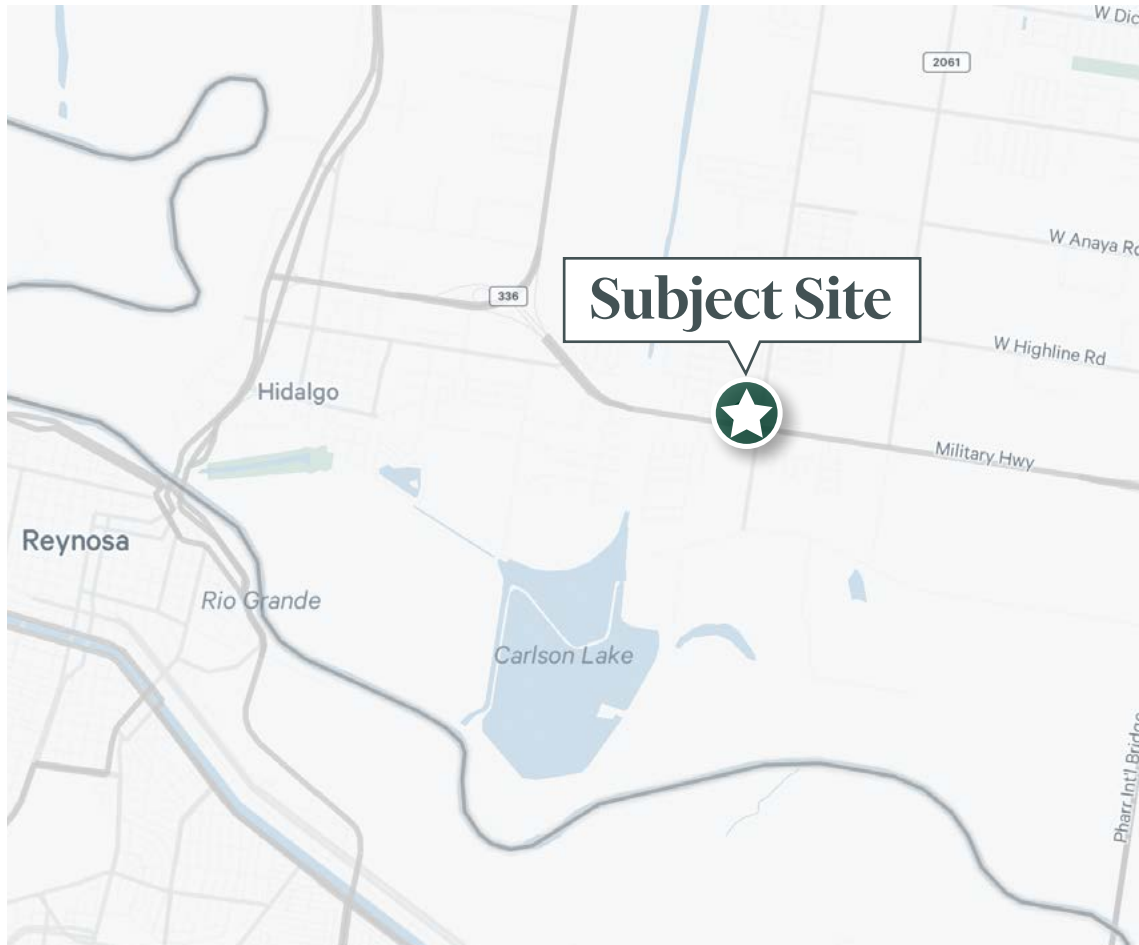 W Dic
2061
W Anaya Rd
336
Subject Site
W Highline Rd
Hidalgo
Military Hwy
Reynosa
Rio Grande
Carlson Lake
Pharr Int'l Bridge